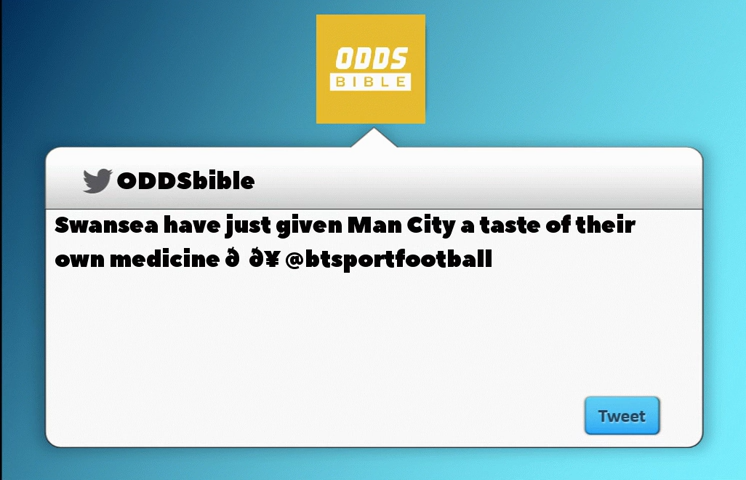 ODDS
BIBLE
ODDSbible
Swansea have just given Man City a taste of their
own medicine ð ð¥ @btsportfootball
Tweet